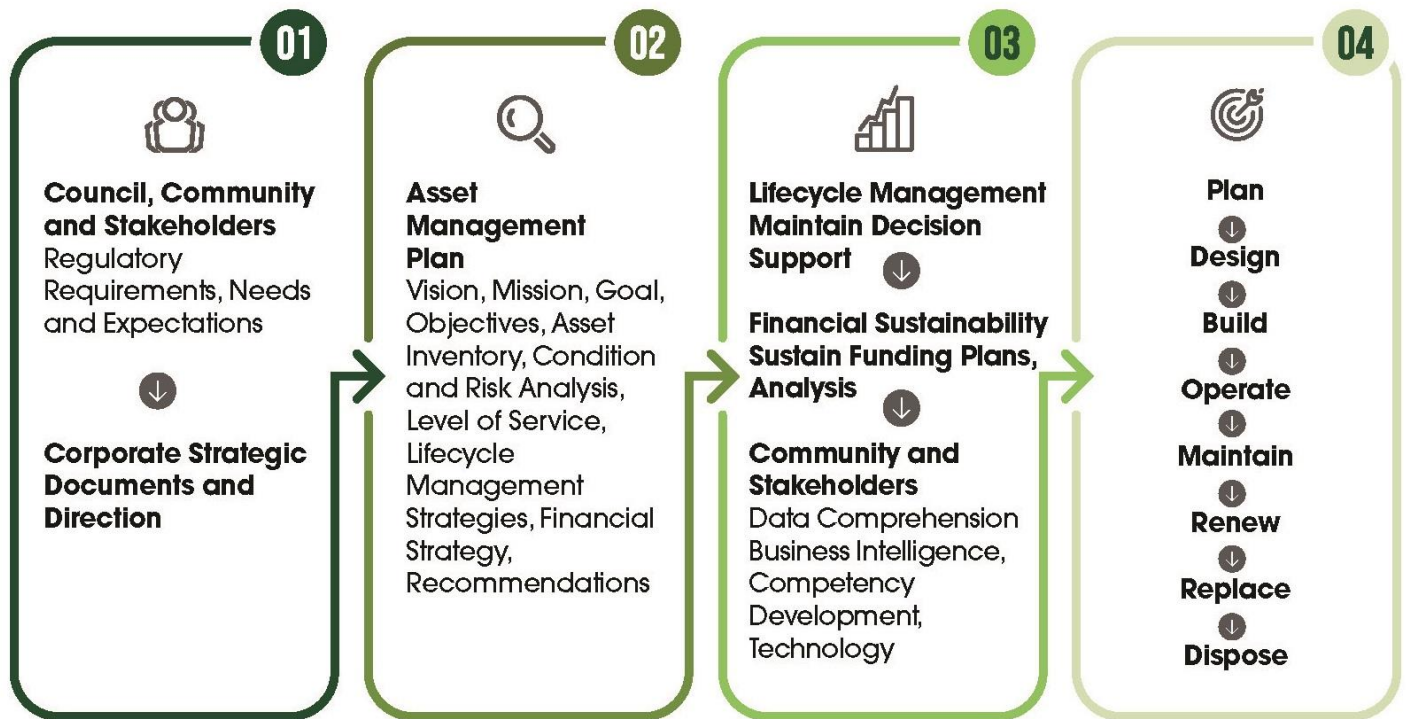 01
Council, Community
and Stakeholders
Regulatory
Requirements, Needs
and Expectations
Corporate Strategic
Documents and
Direction
02
Asset
Management
Plan
Vision, Mission, Goal,
Objectives, Asset
Inventory, Condition
and Risk Analysis,
Level of Service,
Lifecycle
Management
Strategies, Financial
Strategy,
Recommendations
03
Lifecycle Management
Maintain Decision
Support
Financial Sustainability
Sustain Funding Plans,
Analysis
Community and
Stakeholders
Data Comprehension
Business Intelligence,
Competency
Development,
Technology
04
Plan
Design
Build
Operate
Maintain
Renew
Replace
Dispose